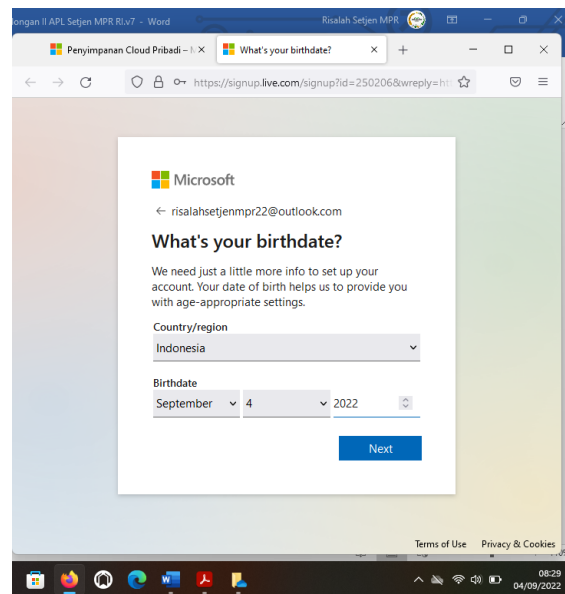 longan II APL Setjen MPR RI.v7 - Word Risalah Setjen MPR
Penyimpanan Cloud Pribadi – What's your birthdate?
https://signup.live.com/signup?id=250206&wreply=ht
Microsoft
risalahsetjenmpr22@outlook.com
What's your birthdate?
We need just a little more info to set up your
account. Your date of birth helps us to provide you
with age-appropriate settings.
Country/region
Indonesia
Birthdate
September 4 2022
Next
Terms of Use Privacy & Cookies
08:29
04/09/2022